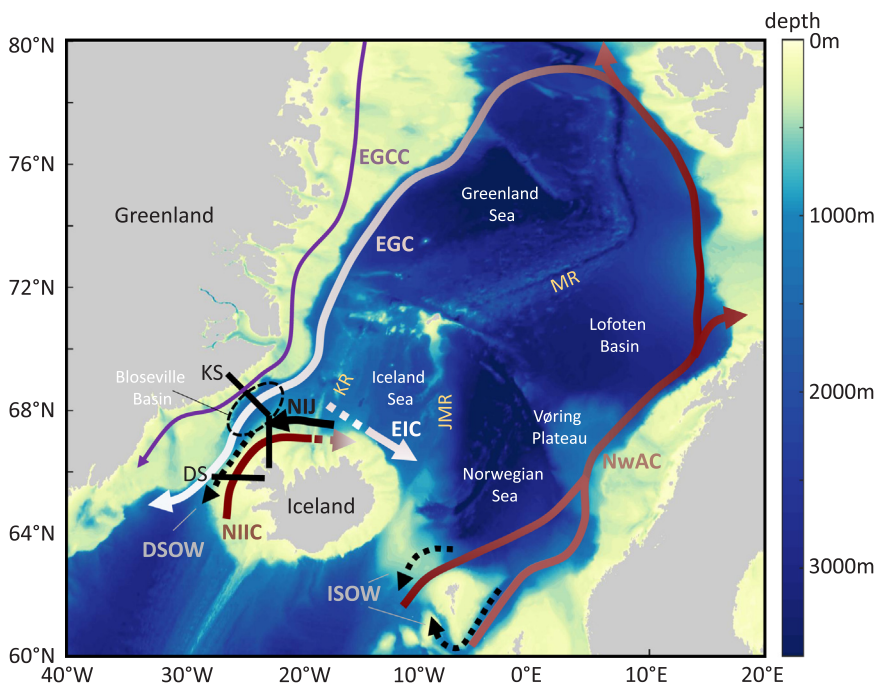 depth
80°N
0m
EGCC
76°N
Greenland
Sea
Greenland
1000m
EGC
MR
72°N
Lofoten
Basin
KS
Bloseville
Basin
KR
Iceland
Sea
2000m
68°N
NIJ
JMR
Vøring
Plateau
EIC
NwAC
DS
Norwegian
Sea
Iceland
64°N
NIIC
DSOW
3000m
ISOW
60°N
40°W
30°W
20°W
10°W
0°E
10°E
20°E